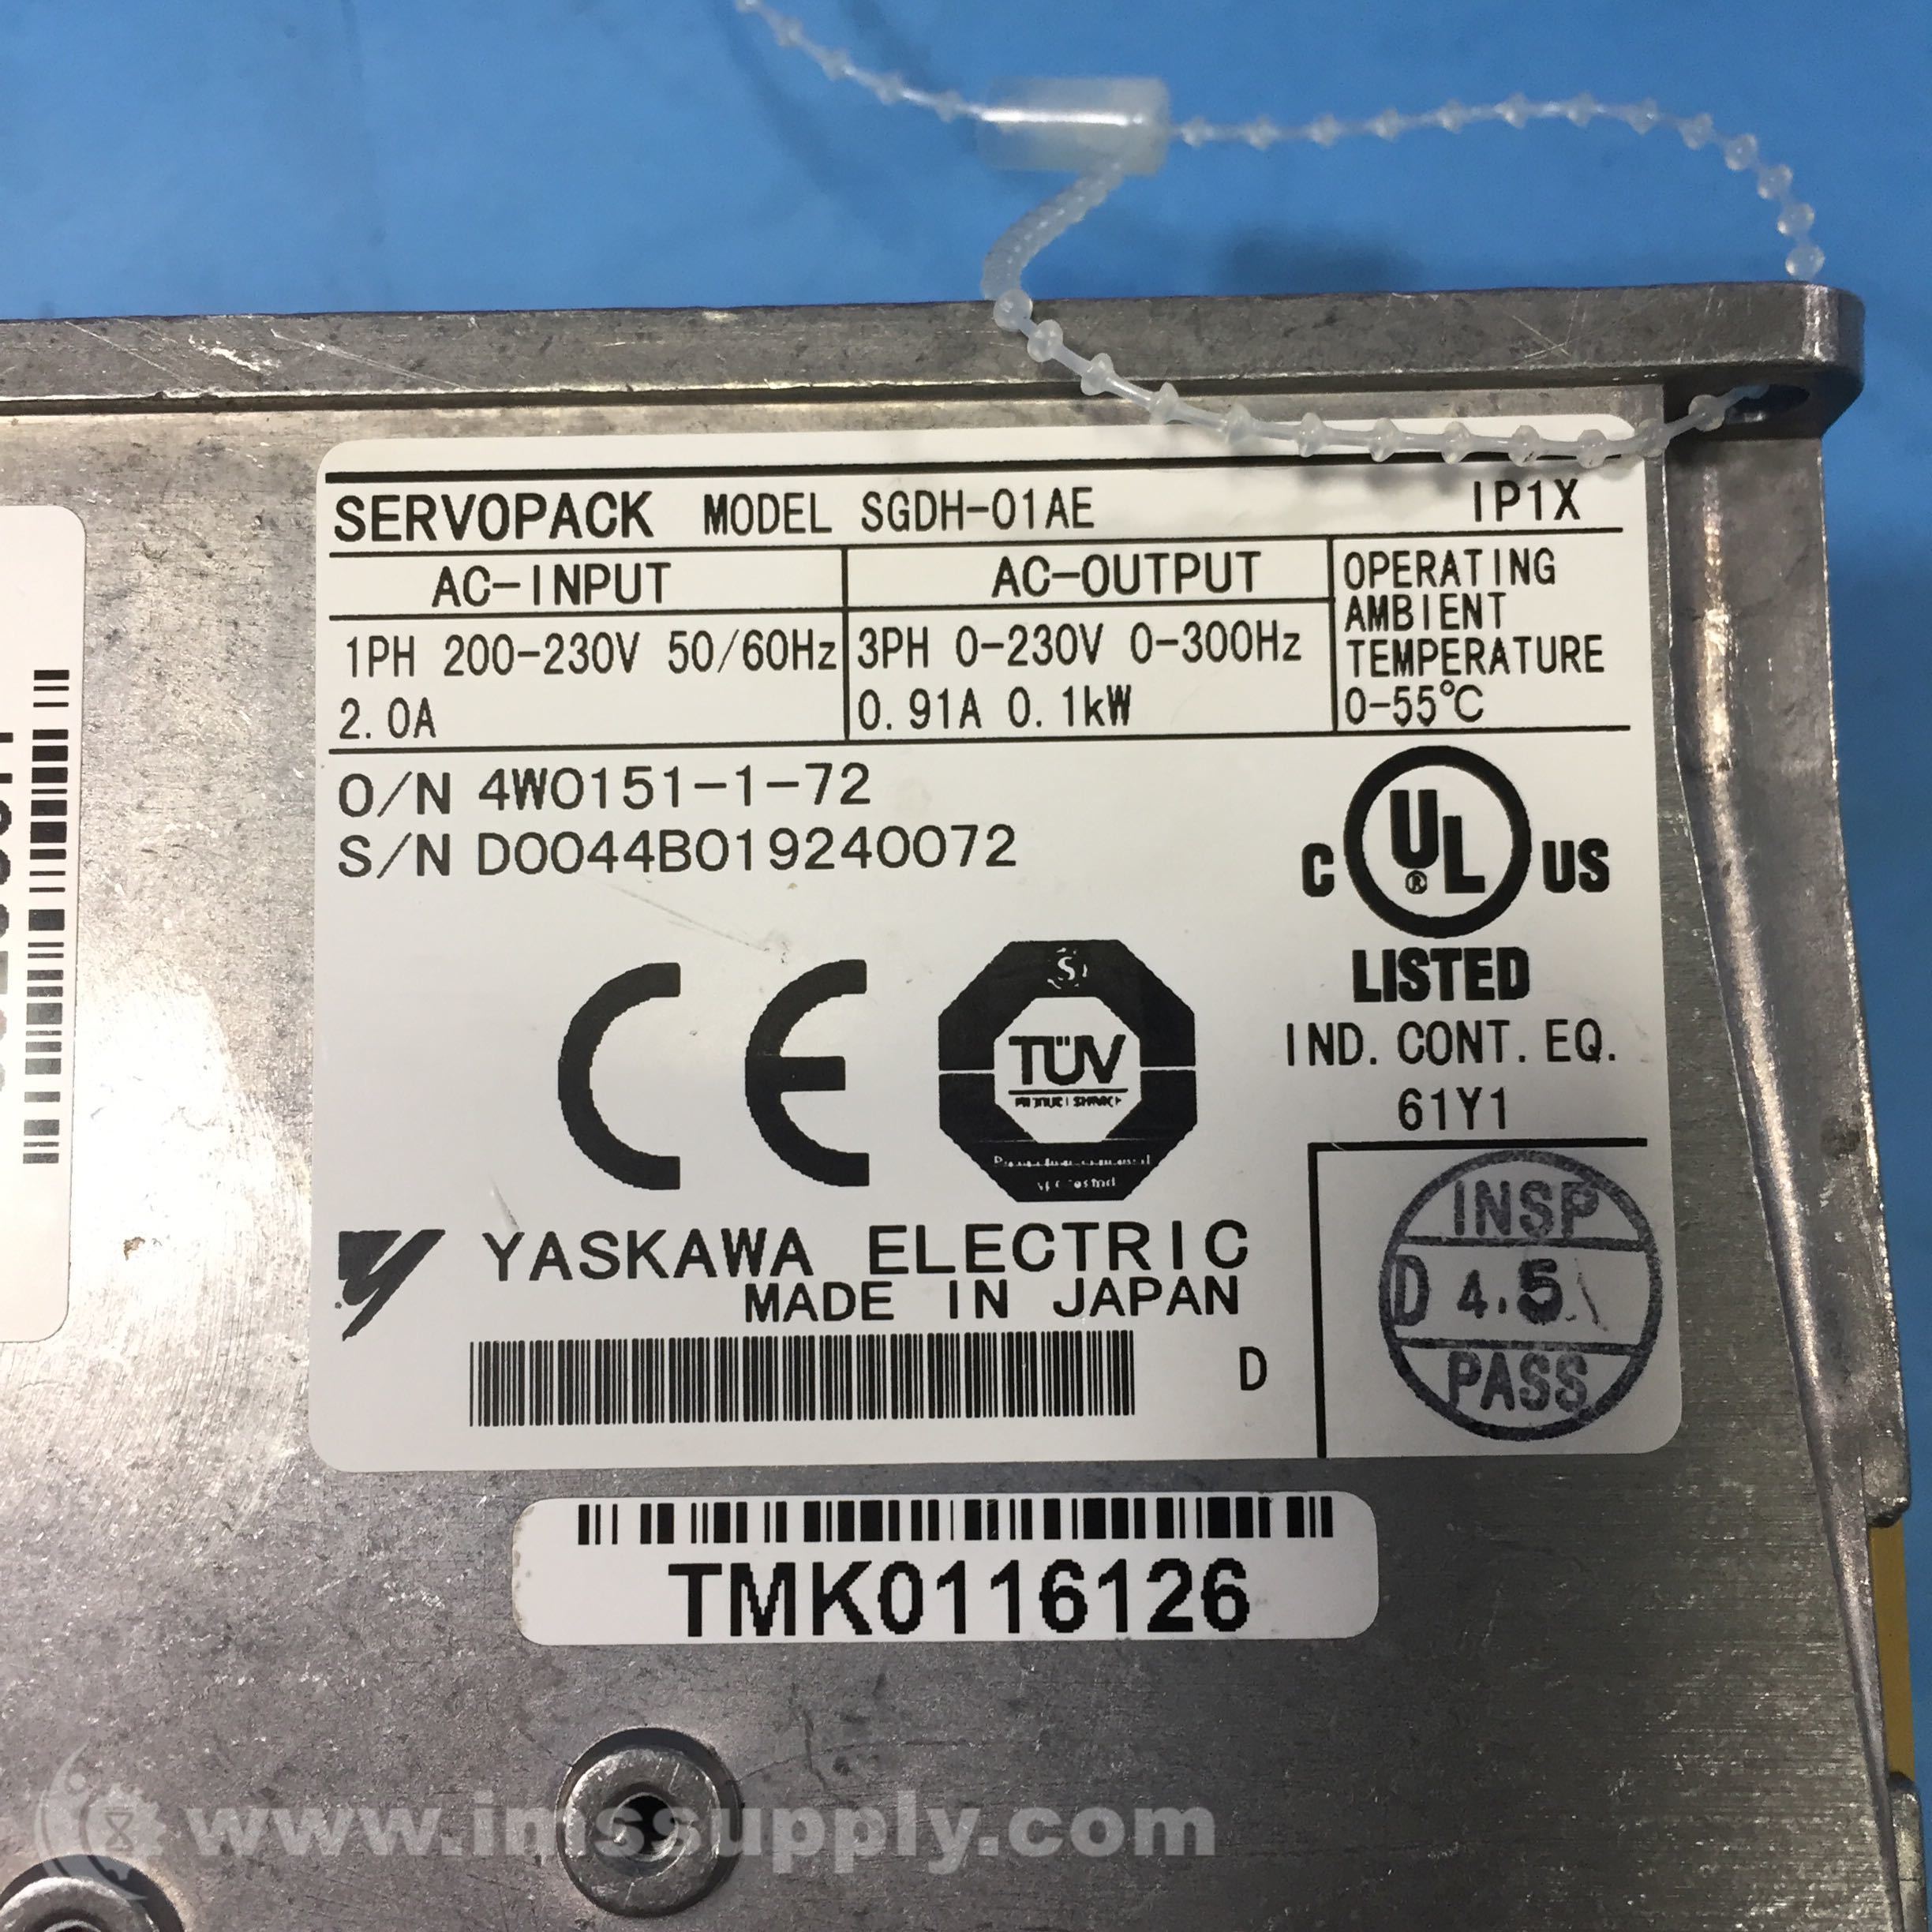 SERVOPACK MODEL SGDH-01AE IP1X
AC-INPUT
1PH 200-230V 50/60Hz
2.0A
AC-OUTPUT
3PH 0-230V 0-300Hz
0.91A 0.1kW
OPERATING
AMBIENT
TEMPERATURE
0-55℃
O/N 4W0151-1-72
S/N D0044B019240072
C UL® US
LISTED
IND. CONT. EQ.
61Y1
CE
S
TÜV
YASKAWA ELECTRIC
MADE IN JAPAN
D
INSP
D 4.5
PASS
TMK0116126
www.imssupply.com